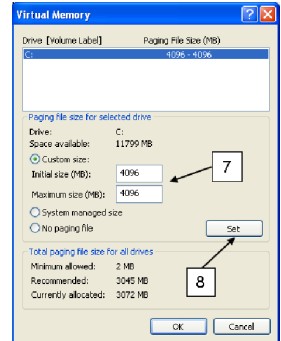 Virtual Memory
Drive [Volume Label] Paging File Size (MB)
C: 4096 - 4096
Paging file size for selected drive
Drive: C:
Space available: 11799 MB
Custom size:
Initial size (MB): 4096
7
Maximum size (MB): 4096
System managed size
No paging file Set
Total paging file size for all drives
Minimum allowed: 2 MB
Recommended: 3045 MB
8
Currently allocated: 3072 MB
OK Cancel